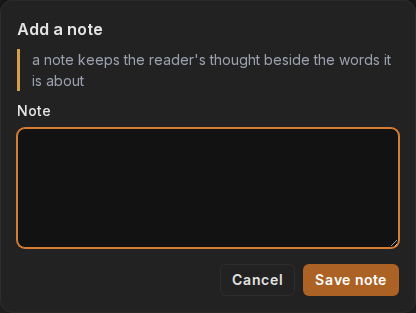 Add a note
a note keeps the reader's thought beside the words it
is about
Note
Cancel
Save note